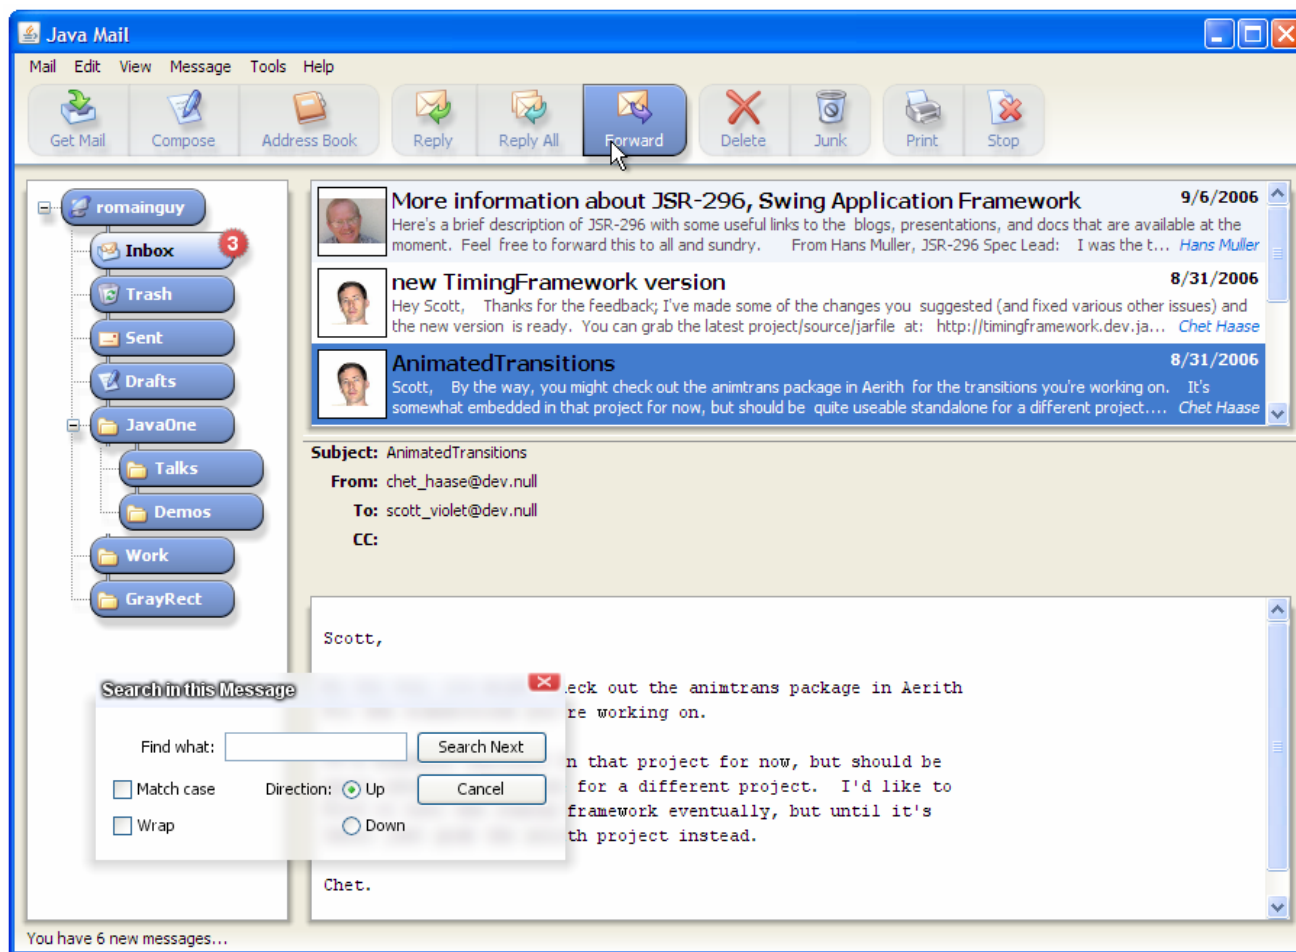 Java Mail
Mail Edit View Message Tools Help
Get Mail Compose Address Book Reply Reply All Forward Delete Junk Print Stop
romainguy
Inbox 3
Trash
Sent
Drafts
JavaOne
Talks
Demos
Work
GrayRect
More information about JSR-296, Swing Application Framework 9/6/2006
Here's a brief description of JSR-296 with some useful links to the blogs, presentations, and docs that are available at the
moment. Feel free to forward this to all and sundry. From Hans Muller, JSR-296 Spec Lead: I was the t... Hans Muller
new TimingFramework version 8/31/2006
Hey Scott, Thanks for the feedback; I've made some of the changes you suggested (and fixed various other issues) and
the new version is ready. You can grab the latest project/source/jarfile at: http://timingframework.dev.ja... Chet Haase
AnimatedTransitions 8/31/2006
Scott, By the way, you might check out the animtrans package in Aerith for the transitions you're working on. It's
somewhat embedded in that project for now, but should be quite useable standalone for a different project.... Chet Haase
Subject: AnimatedTransitions
From: chet_haase@dev.null
To: scott_violet@dev.null
CC:
Scott,
eck out the animtrans package in Aerith
re working on.
n that project for now, but should be
for a different project. I'd like to
framework eventually, but until it's
th project instead.
Chet.
Search in this Message
Find what: Search Next
Match case Direction: Up Cancel
Wrap Down
You have 6 new messages...